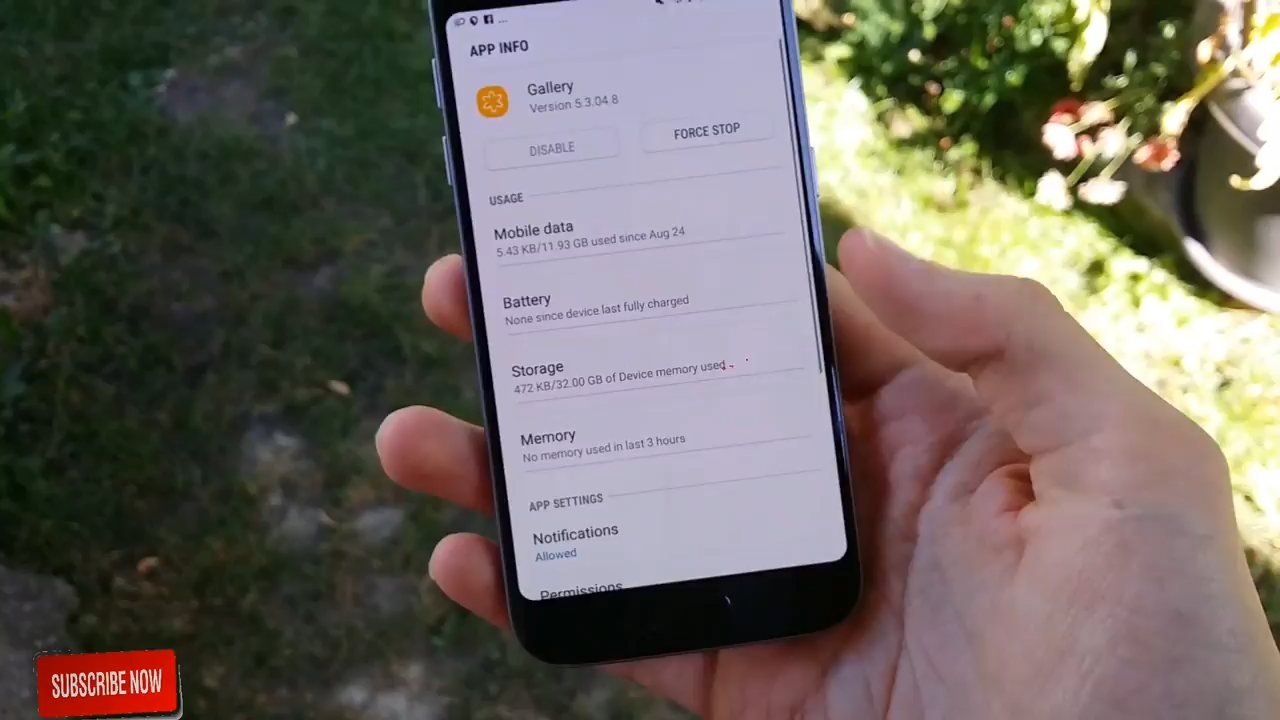 APP INFO
Gallery
Version 5.3.04.8
DISABLE
FORCE STOP
USAGE
Mobile data
5.43 KB/11.93 GB used since Aug 24
Battery
None since device last fully charged
Storage
472 KB/32.00 GB of Device memory used
Memory
No memory used in last 3 hours
APP SETTINGS
Notifications
Allowed
Permissions
SUBSCRIBE NOW